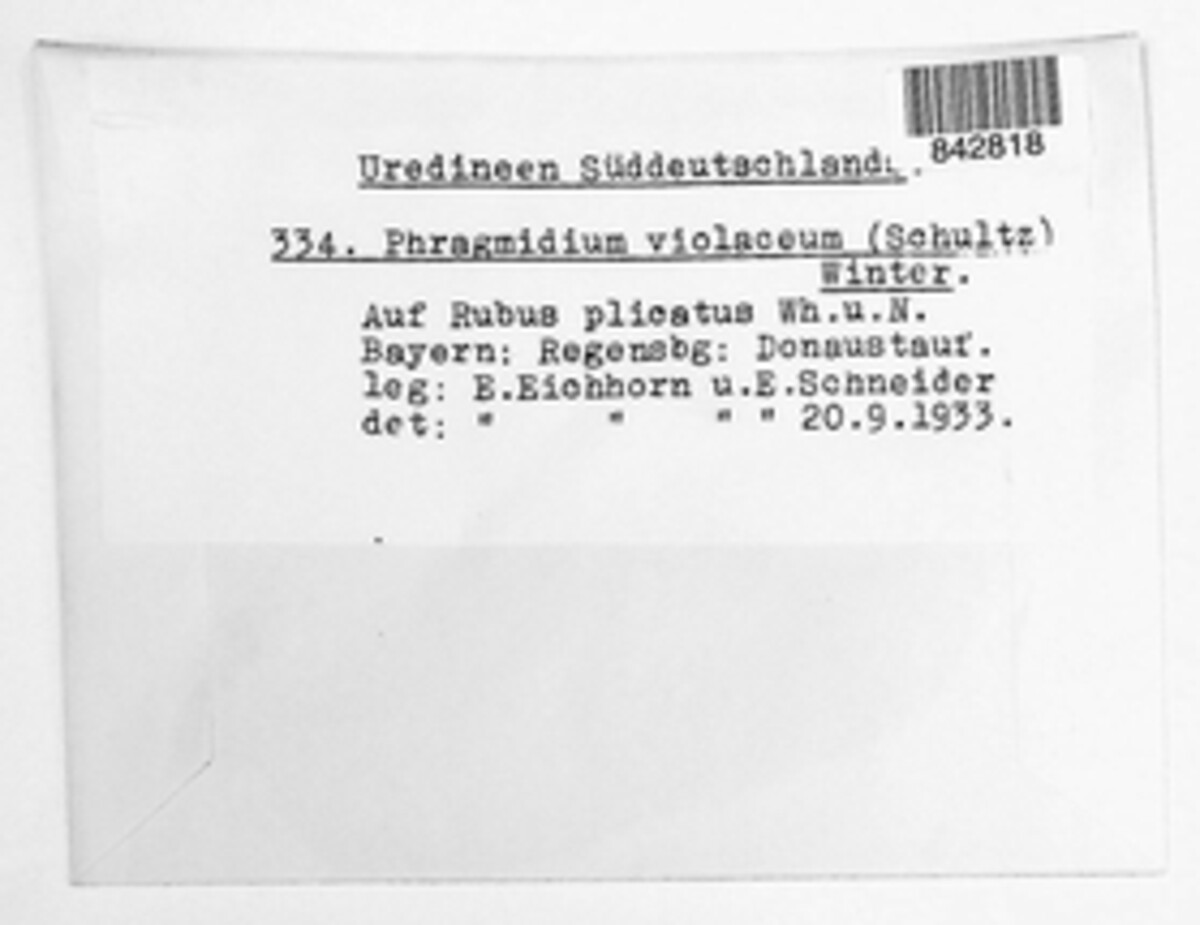 842818
Uredineen Süddeutschlands.
334. Phragmidium violaceum (Schultz)
Winter.
Auf Rubus plicatus Wh.u.N.
Bayern: Regensbg: Donaustauf.
leg: E.Eichhorn u.E.Schneider
det: " " " " 20.9.1933.